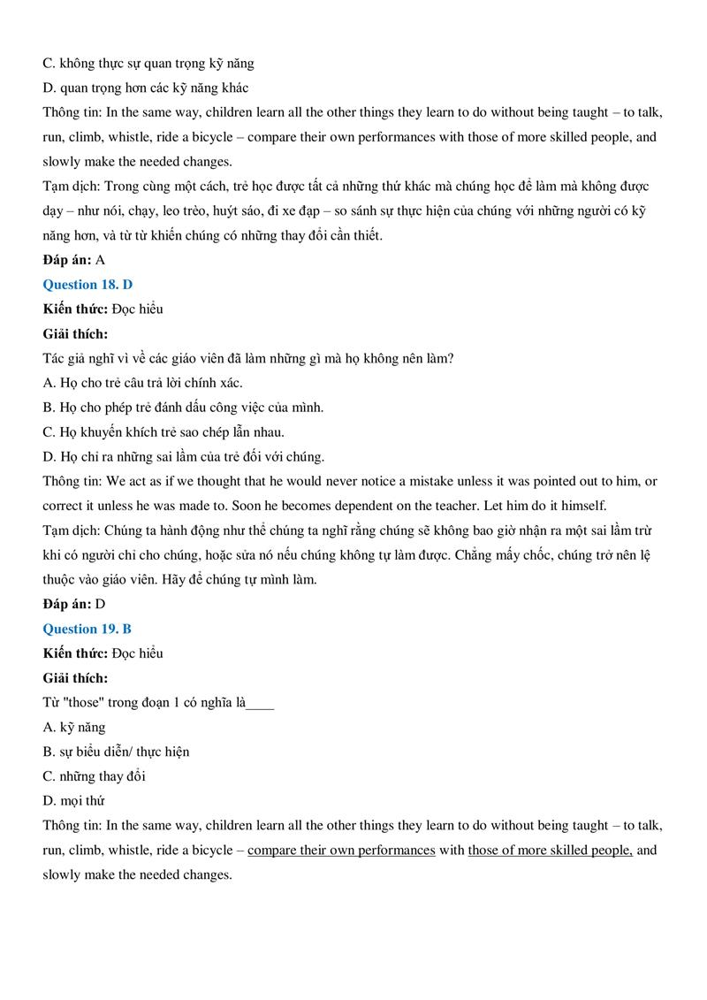 C. không thực sự quan trọng kỹ năng
D. quan trọng hơn các kỹ năng khác
Thông tin: In the same way, children learn all the other things they learn to do without being taught – to talk,
run, climb, whistle, ride a bicycle – compare their own performances with those of more skilled people, and
slowly make the needed changes.
Tạm dịch: Trong cùng một cách, trẻ học được tất cả những thứ khác mà chúng học để làm mà không được
dạy – như nói, chạy, leo trèo, huýt sáo, đi xe đạp – so sánh sự thực hiện của chúng với những người có kỹ
năng hơn, và từ từ khiến chúng có những thay đổi cần thiết.
Đáp án: A
Question 18. D
Kiến thức: Đọc hiểu
Giải thích:
Tác giả nghĩ vì về các giáo viên đã làm những gì mà họ không nên làm?
A. Họ cho trẻ câu trả lời chính xác.
B. Họ cho phép trẻ đánh dấu công việc của mình.
C. Họ khuyến khích trẻ sao chép lẫn nhau.
D. Họ chỉ ra những sai lầm của trẻ đối với chúng.
Thông tin: We act as if we thought that he would never notice a mistake unless it was pointed out to him, or
correct it unless he was made to. Soon he becomes dependent on the teacher. Let him do it himself.
Tạm dịch: Chúng ta hành động như thể chúng ta nghĩ rằng chúng sẽ không bao giờ nhận ra một sai lầm trừ
khi có người chỉ cho chúng, hoặc sửa nó nếu chúng không tự làm được. Chẳng mấy chốc, chúng trở nên lệ
thuộc vào giáo viên. Hãy để chúng tự mình làm.
Đáp án: D
Question 19. B
Kiến thức: Đọc hiểu
Giải thích:
Từ "those" trong đoạn 1 có nghĩa là____
A. kỹ năng
B. sự biểu diễn/ thực hiện
C. những thay đổi
D. mọi thứ
Thông tin: In the same way, children learn all the other things they learn to do without being taught – to talk,
run, climb, whistle, ride a bicycle – compare their own performances with those of more skilled people, and
slowly make the needed changes.